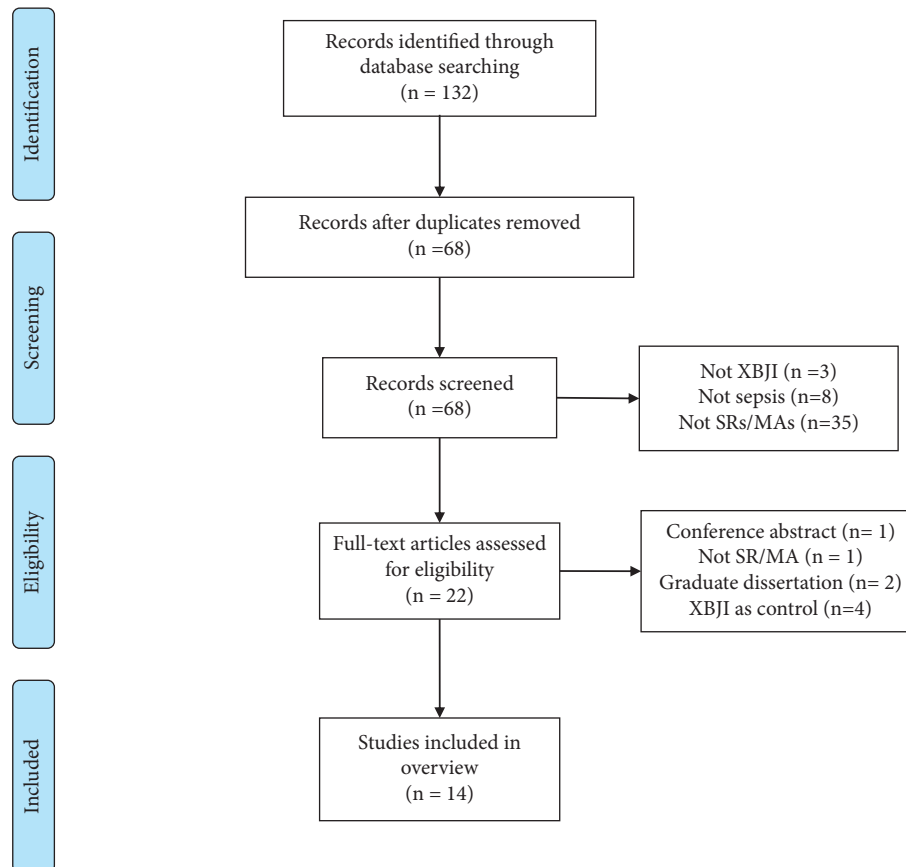 Identification
Records identified through
database searching
(n = 132)
Records after duplicates removed
(n =68)
Screening
Records screened
(n =68)
Not XBJI (n =3)
Not sepsis (n=8)
Not SRs/MAs (n=35)
Eligibility
Full-text articles assessed
for eligibility
(n = 22)
Conference abstract (n= 1)
Not SR/MA (n = 1)
Graduate dissertation (n= 2)
XBJI as control (n=4)
Included
Studies included in
overview
(n = 14)